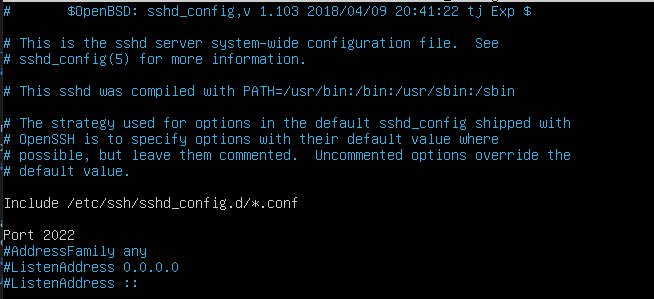 #       $OpenBSD: sshd_config,v 1.103 2018/04/09 20:41:22 tj Exp $
# This is the sshd server system-wide configuration file.  See
# sshd_config(5) for more information.
# This sshd was compiled with PATH=/usr/bin:/bin:/usr/sbin:/sbin
# The strategy used for options in the default sshd_config shipped with
# OpenSSH is to specify options with their default value where
# possible, but leave them commented.  Uncommented options override the
# default value.
Include /etc/ssh/sshd_config.d/*.conf
Port 2022
#AddressFamily any
#ListenAddress 0.0.0.0
#ListenAddress ::